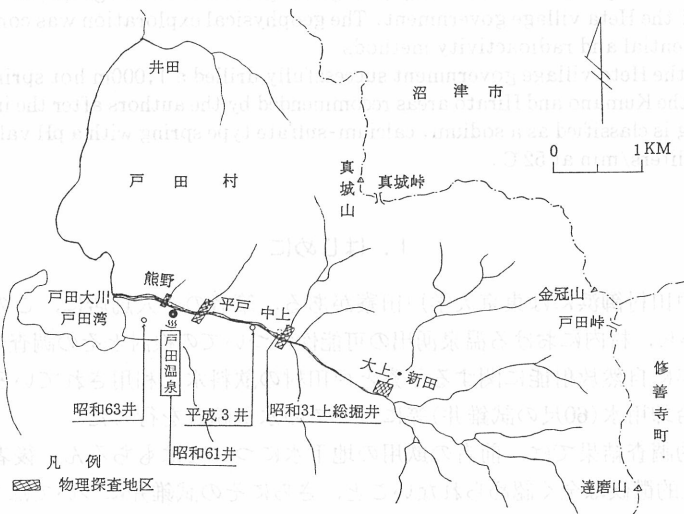 井田
沼津市
0 1KM
戸田村
真城山
真城峠
熊野
戸田大川
平戸
中上
金冠山
戸田湾
戸田峠
戸田温泉
大上・新田
昭和63井
平成3井
昭和31上総掘井
昭和61井
修善寺町
凡例
物理探査地区
達磨山